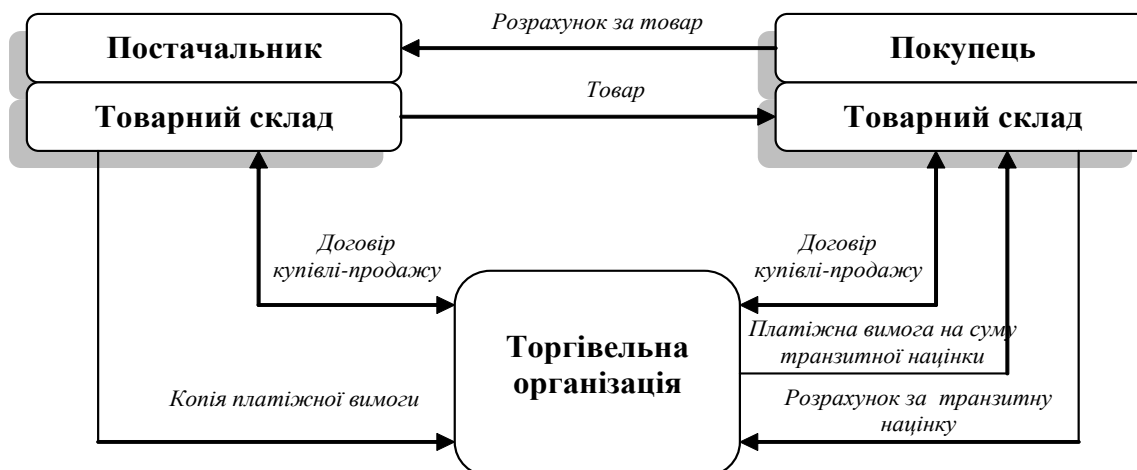 Розрахунок за товар
Постачальник
Покупець
Товар
Товарний склад
Товарний склад
Договір
купівлі-продажу
Договір
купівлі-продажу
Торгівельна
організація
Платіжна вимога на суму
транзитної націнки
Копія платіжної вимоги
Розрахунок за транзитну
націнку